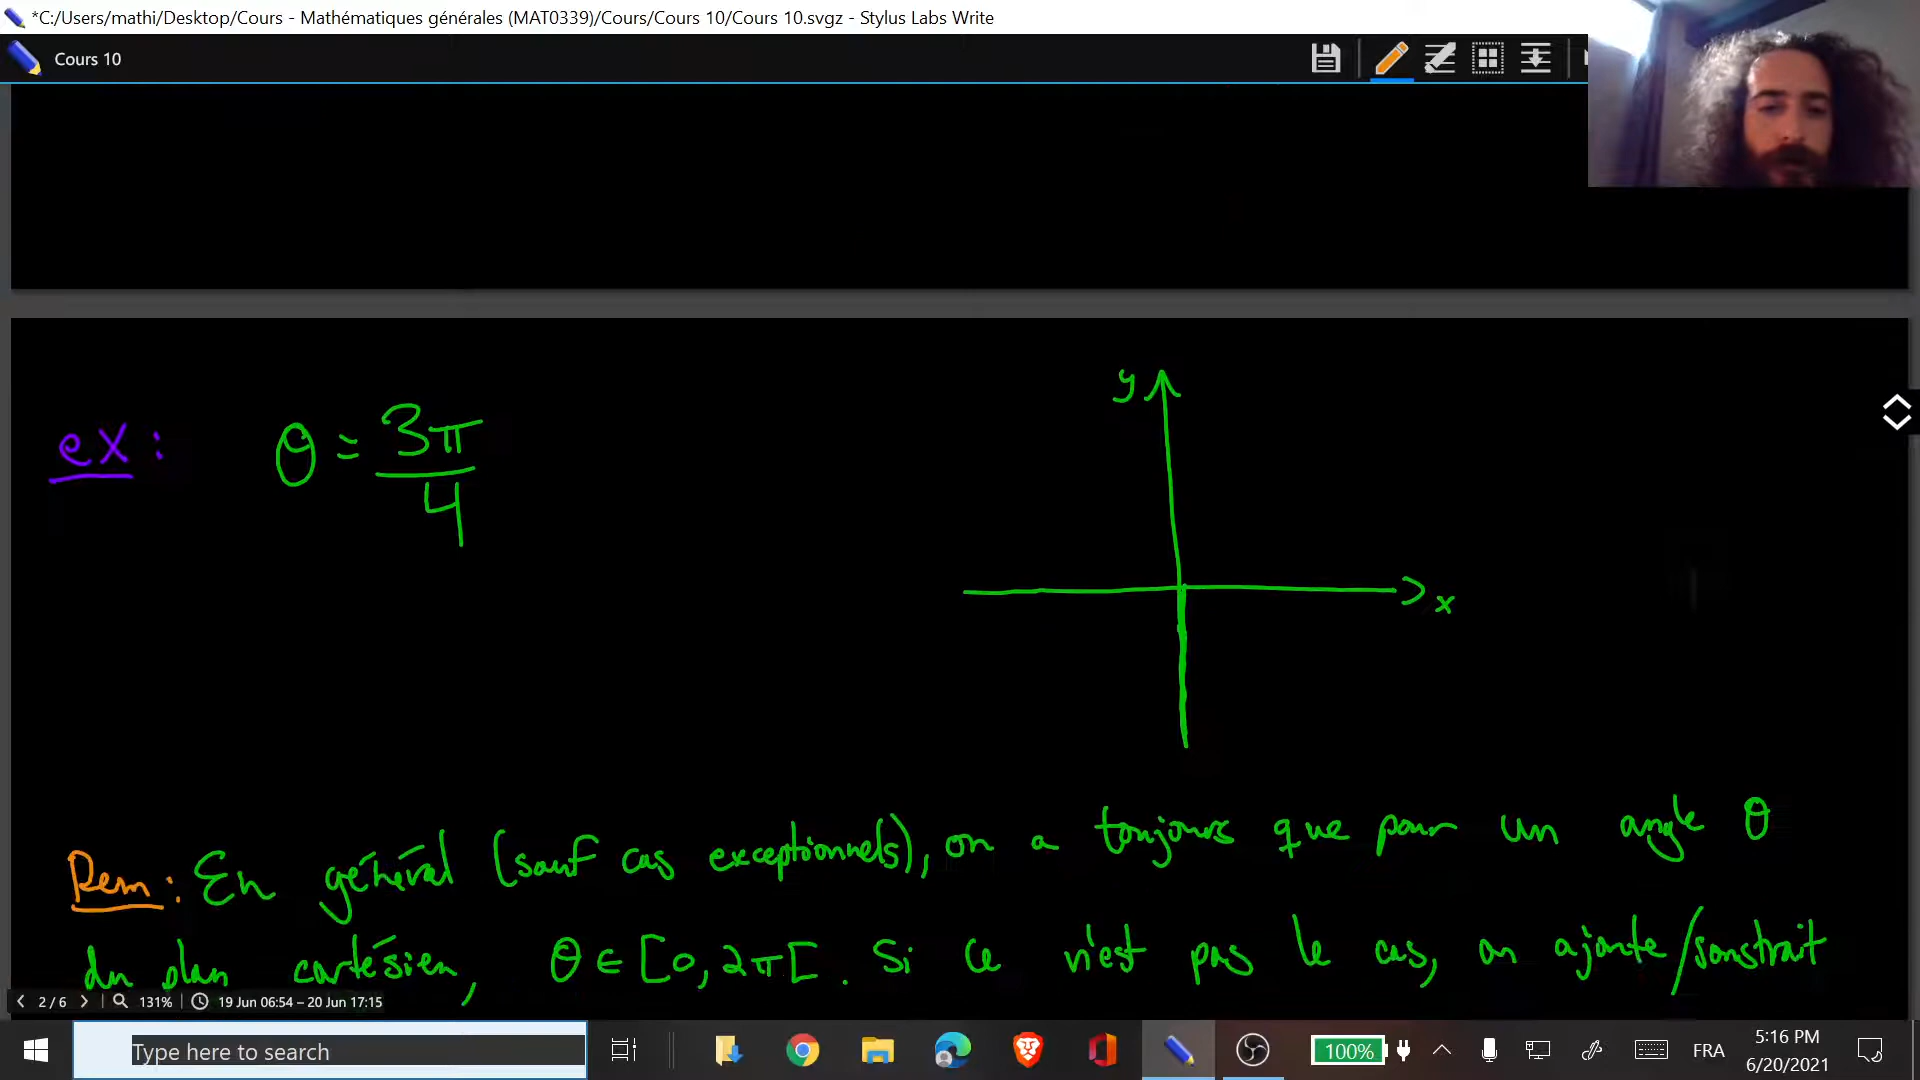 *C:/Users/mathi/Desktop/Cours - Mathématiques générales (MAT0339)/Cours/Cours 10/Cours 10.svgz - Stylus Labs Write
Cours 10
y
ex: θ = 3π/4
x
Rem: En général (sauf cas exceptionnels), on a toujours que pour un angle θ
du plan cartésien, θ ∈ [0, 2π[. Si ce n'est pas le cas, on ajoute/soustrait
2 / 6 131% 19 Jun 06:54 – 20 Jun 17:15
Type here to search
100%
FRA
5:16 PM
6/20/2021